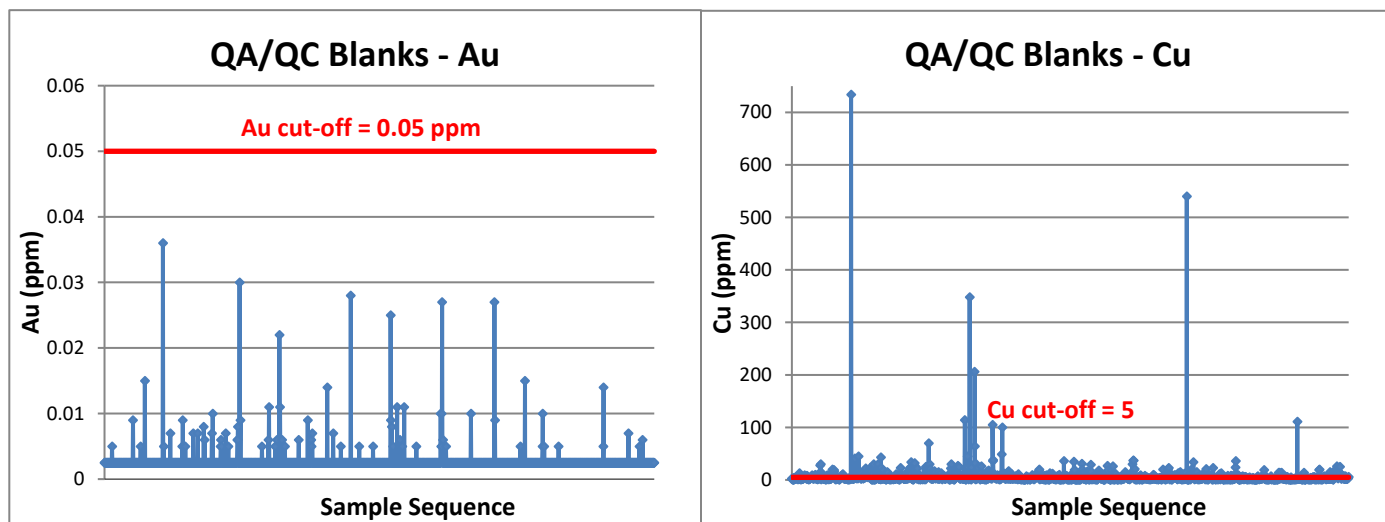 QA/QC Blanks - Au
0.06
0.05
0.04
0.03
0.02
0.01
0
Au (ppm)
Au cut-off = 0.05 ppm
Sample Sequence
QA/QC Blanks - Cu
700
600
500
400
300
200
100
0
Cu (ppm)
Cu cut-off = 5
Sample Sequence